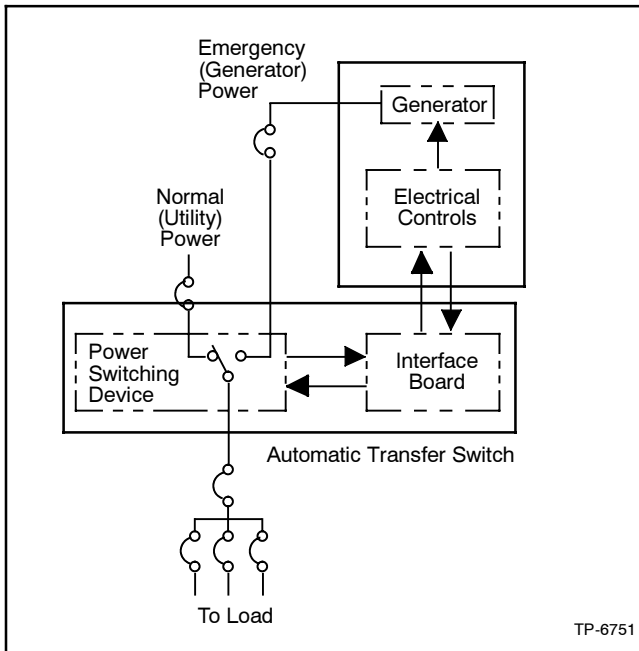 Emergency
(Generator)
Power
Generator
Normal
(Utility)
Power
Electrical
Controls
Power
Switching
Device
Interface
Board
Automatic Transfer Switch
To Load
TP-6751